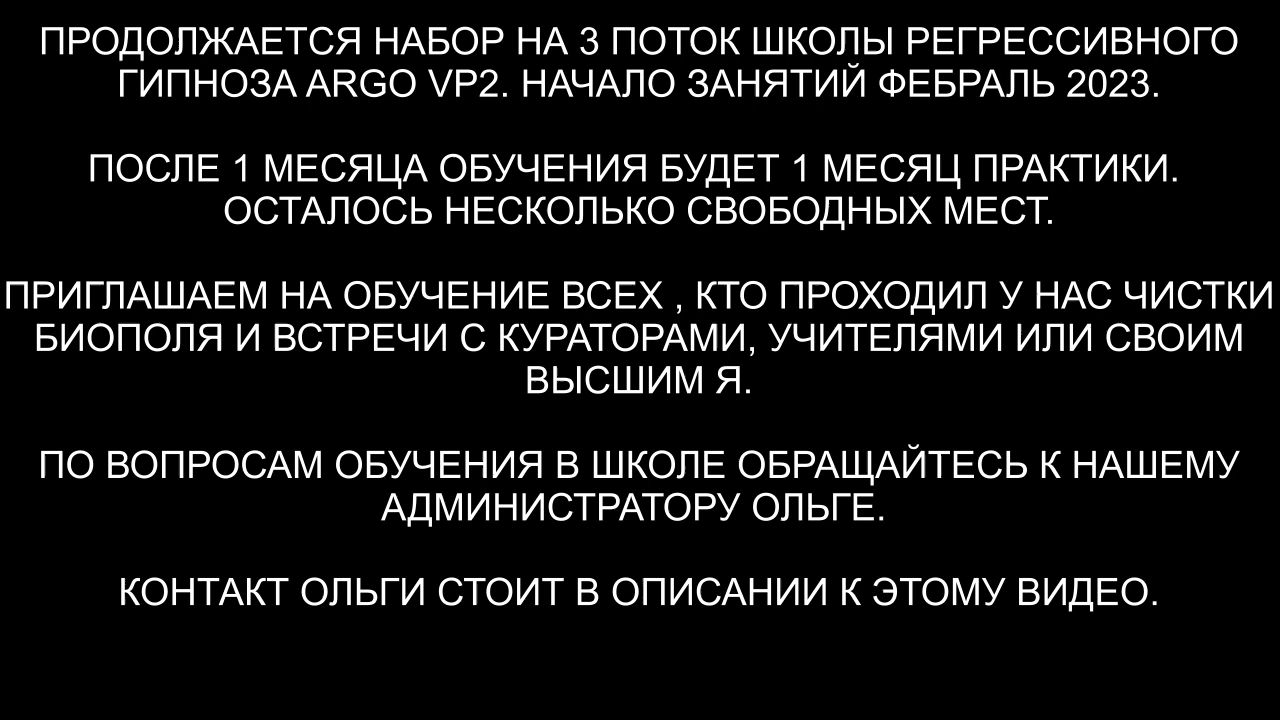 ПРОДОЛЖАЕТСЯ НАБОР НА 3 ПОТОК ШКОЛЫ РЕГРЕССИВНОГО
ГИПНОЗА ARGO VP2. НАЧАЛО ЗАНЯТИЙ ФЕБРАЛЬ 2023.
ПОСЛЕ 1 МЕСЯЦА ОБУЧЕНИЯ БУДЕТ 1 МЕСЯЦ ПРАКТИКИ.
ОСТАЛОСЬ НЕСКОЛЬКО СВОБОДНЫХ МЕСТ.
ПРИГЛАШАЕМ НА ОБУЧЕНИЕ ВСЕХ , КТО ПРОХОДИЛ У НАС ЧИСТКИ
БИОПОЛЯ И ВСТРЕЧИ С КУРАТОРАМИ, УЧИТЕЛЯМИ ИЛИ СВОИМ
ВЫСШИМ Я.
ПО ВОПРОСАМ ОБУЧЕНИЯ В ШКОЛЕ ОБРАЩАЙТЕСЬ К НАШЕМУ
АДМИНИСТРАТОРУ ОЛЬГЕ.
КОНТАКТ ОЛЬГИ СТОИТ В ОПИСАНИИ К ЭТОМУ ВИДЕО.